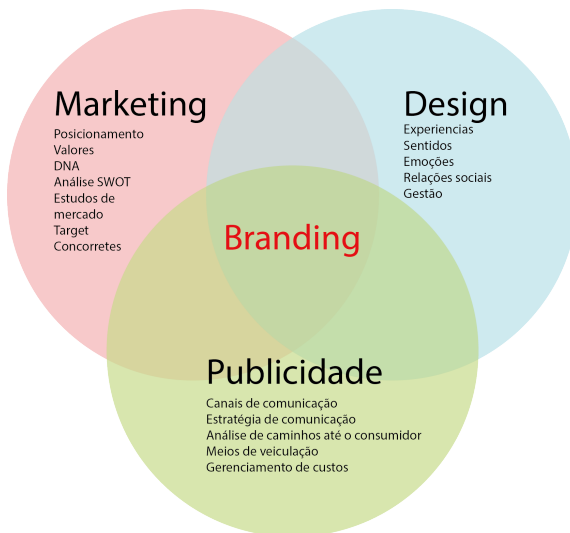 Marketing
Posicionamento
Valores
DNA
Análise SWOT
Estudos de
mercado
Target
Concorretes
Design
Experiencias
Sentidos
Emoções
Relações sociais
Gestão
Branding
Publicidade
Canais de comunicação
Estratégia de comunicação
Análise de caminhos até o consumidor
Meios de veiculação
Gerenciamento de custos